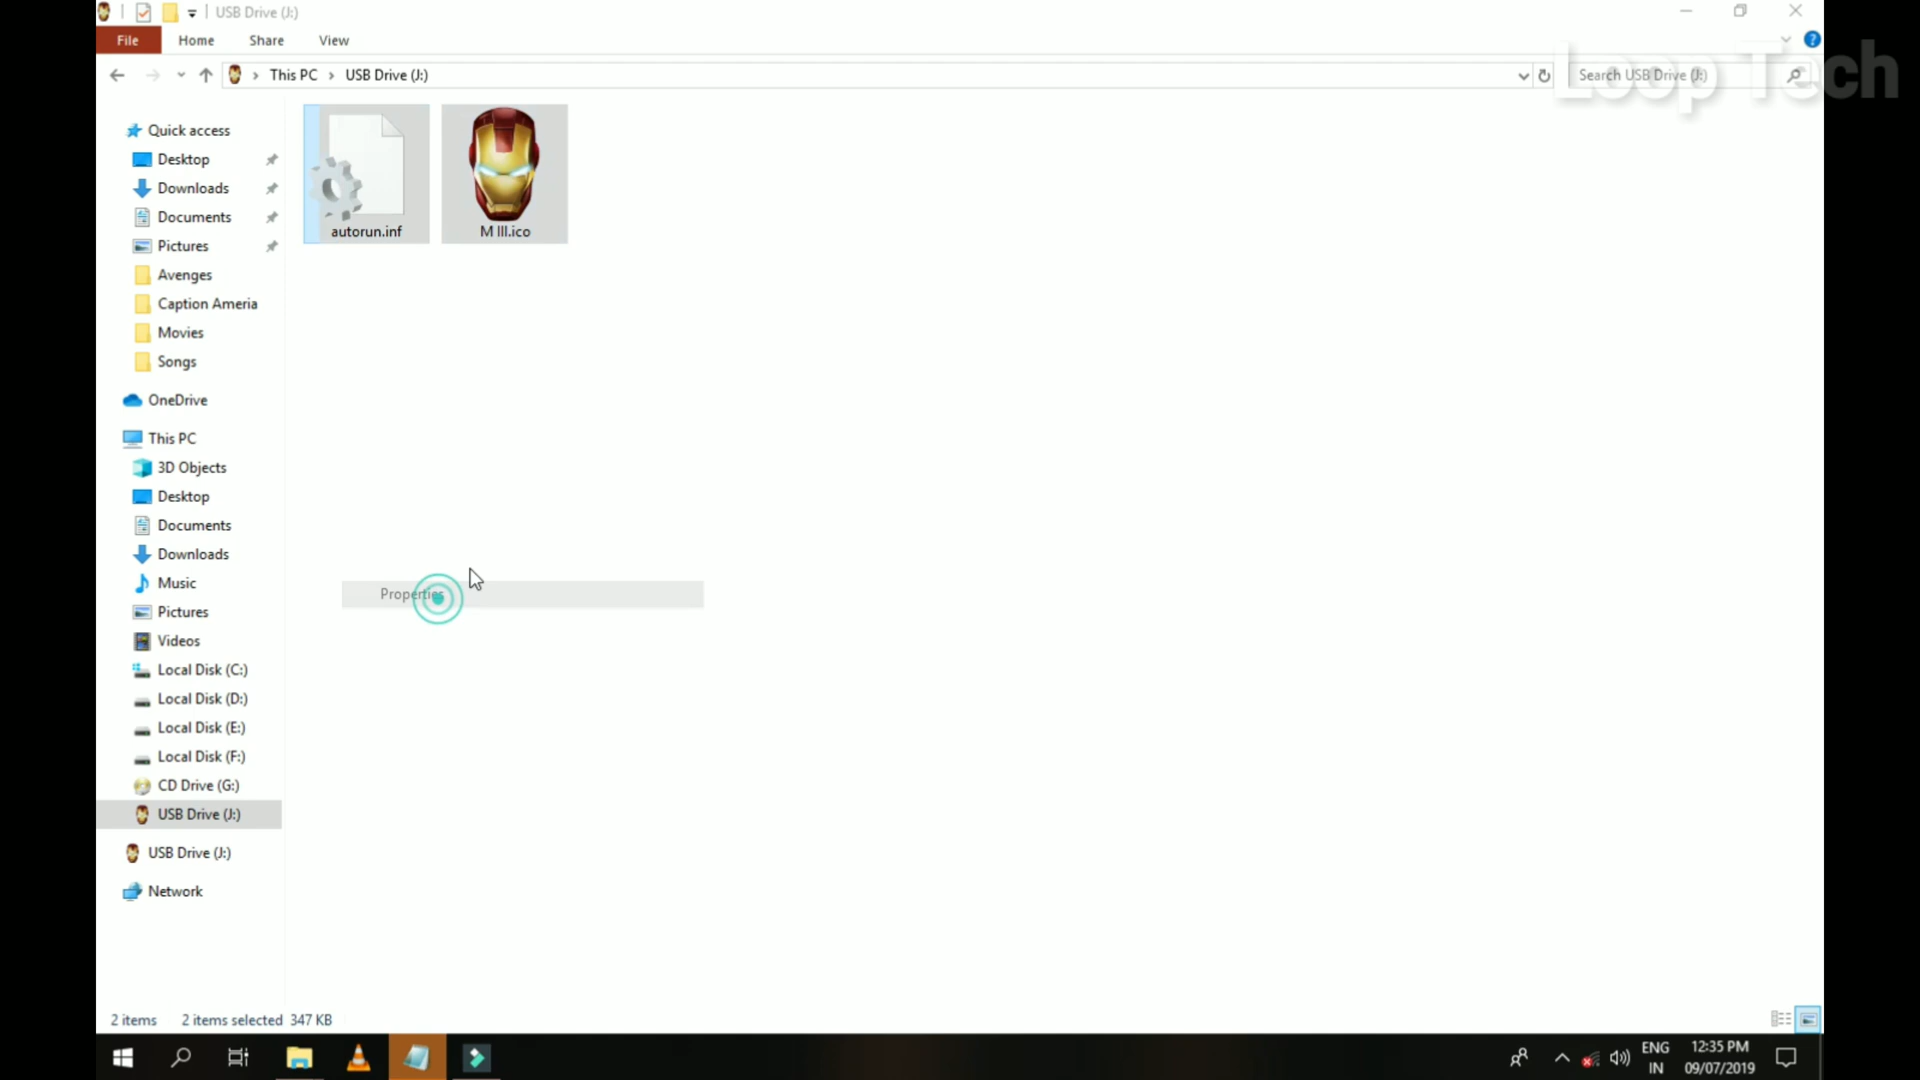 USB Drive (J:)
File Home Share View
This PC USB Drive (J:)
Search USB Drive (J:)
Loop Tech
Quick access
Desktop
Downloads
Documents
Pictures
Avenges
Caption Ameria
Movies
Songs
OneDrive
This PC
3D Objects
Desktop
Documents
Downloads
Music
Pictures
Videos
Local Disk (C:)
Local Disk (D:)
Local Disk (E:)
Local Disk (F:)
CD Drive (G:)
USB Drive (J:)
USB Drive (J:)
Network
autorun.inf
M III.ico
Properties
2 items 2 items selected 347 KB
ENG
IN
12:35 PM
09/07/2019